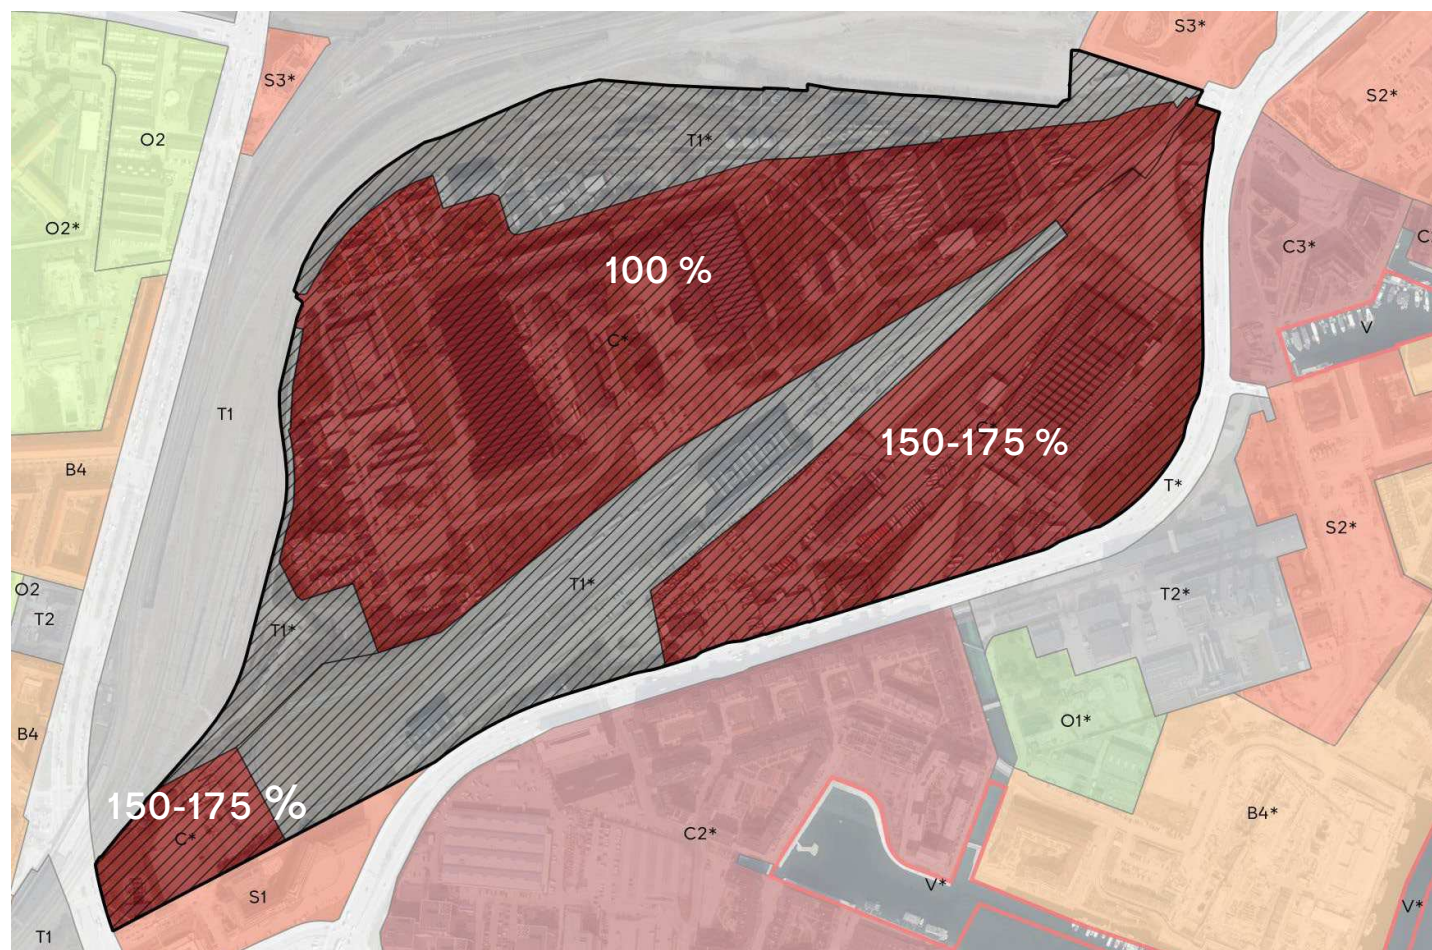 S3*
S3*
S2*
O2
T1*
O2*
C3*
100 %
V
C*
T1
150-175 %
B4
T*
S2*
T1*
O2
T2
T2*
T1*
O1*
B4
150-175 %
B4*
C*
C2*
V*
S1
V*
T1